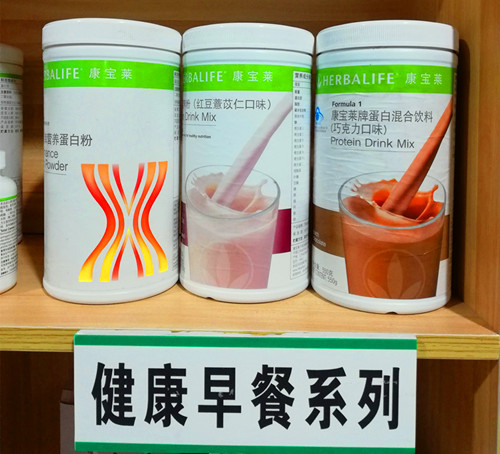 HERBALIFE 康宝莱
营养蛋白粉
Powder
HERBALIFE 康宝莱
(红豆薏苡仁口味)
Drink Mix
HERBALIFE 康宝莱
Formula 1
康宝莱牌蛋白混合饮料
(巧克力口味)
Protein Drink Mix
健康早餐系列